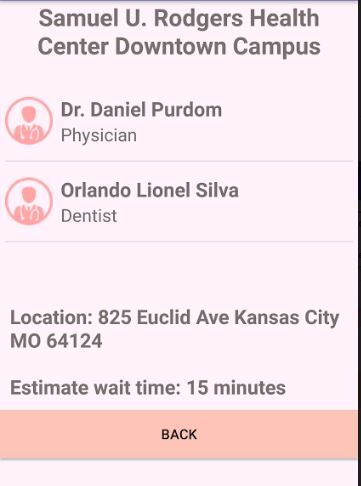 Samuel U. Rodgers Health
Center Downtown Campus
Dr. Daniel Purdom
Physician
Orlando Lionel Silva
Dentist
Location: 825 Euclid Ave Kansas City
MO 64124
Estimate wait time: 15 minutes
BACK